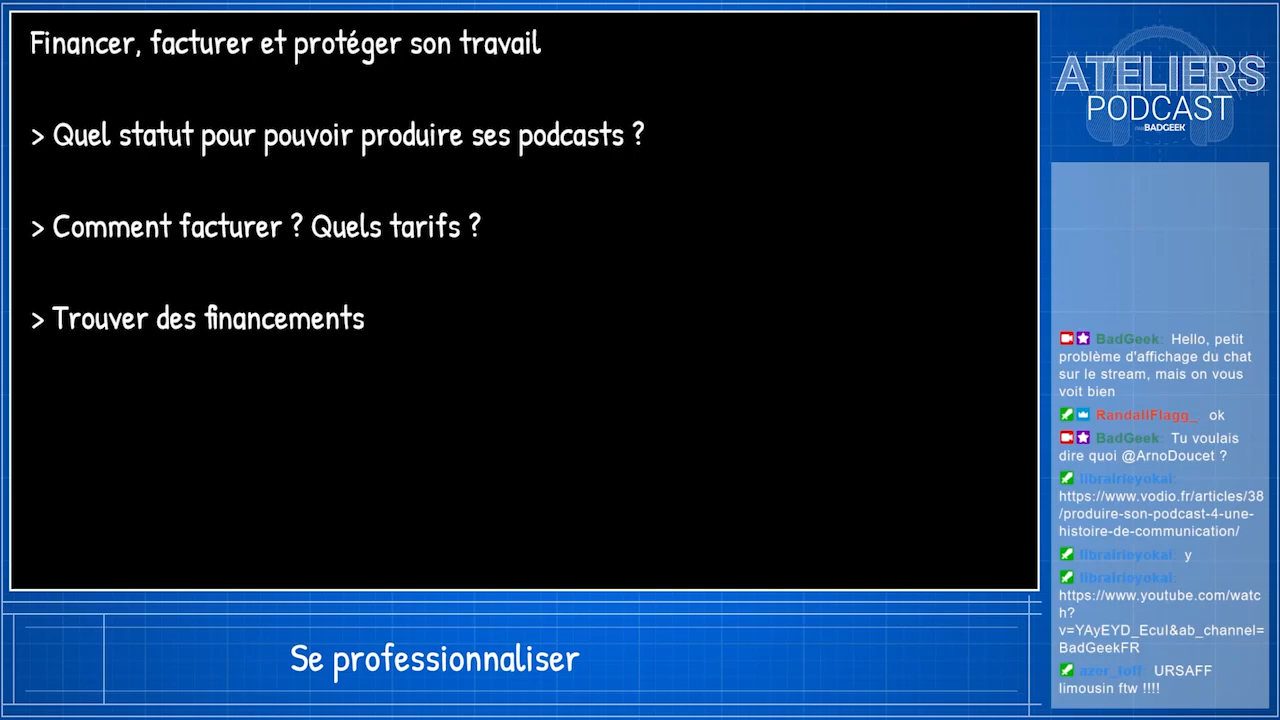 Financer, facturer et protéger son travail
> Quel statut pour pouvoir produire ses podcasts ?
> Comment facturer ? Quels tarifs ?
> Trouver des financements
Se professionnaliser
ATELIERS
PODCAST
BADGEEK
BadGeek: Hello, petit
problème d'affichage du chat
sur le stream, mais on vous
voit bien
RandallFlagg_: ok
BadGeek: Tu voulais
dire quoi @ArnoDoucet ?
librairieyokai:
https://www.vodio.fr/articles/38
/produire-son-podcast-4-une-
histoire-de-communication/
librairieyokai: y
librairieyokai:
https://www.youtube.com/watc
h?
v=YAyEYD_EcuI&ab_channel=
BadGeekFR
azer_toff: URSAFF
limousin ftw !!!!